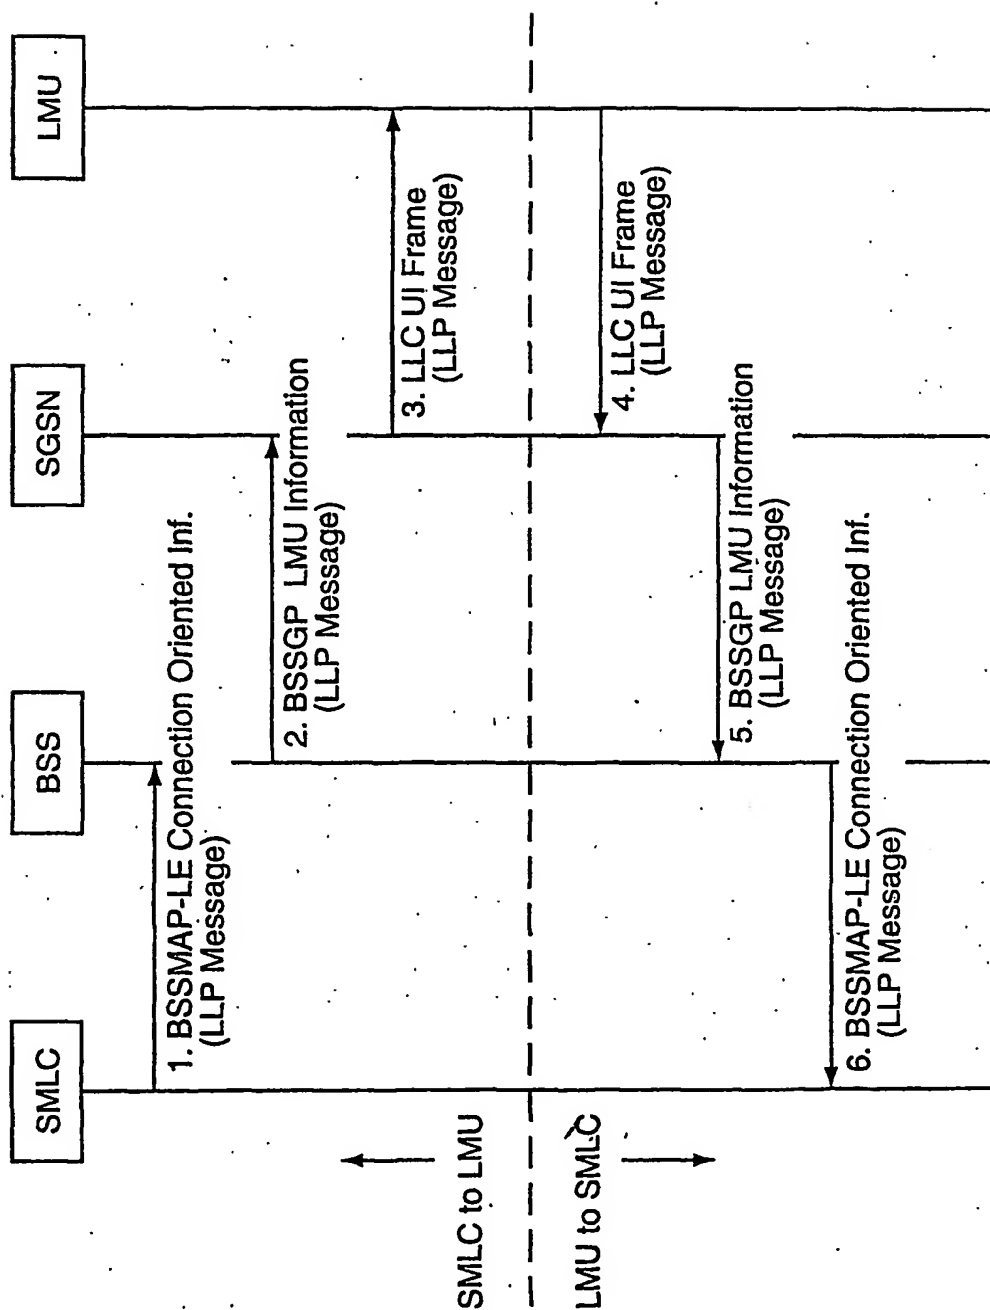 SMLC
BSS
SGSN
LMU
1. BSSMAP-LE Connection Oriented Inf.
(LLP Message)
2. BSSGP LMU Information
(LLP Message)
3. LLC UI Frame
(LLP Message)
SMLC to LMU
LMU to SMLC
4. LLC UI Frame
(LLP Message)
5. BSSGP LMU Information
(LLP Message)
6. BSSMAP-LE Connection Oriented Inf.
(LLP Message)